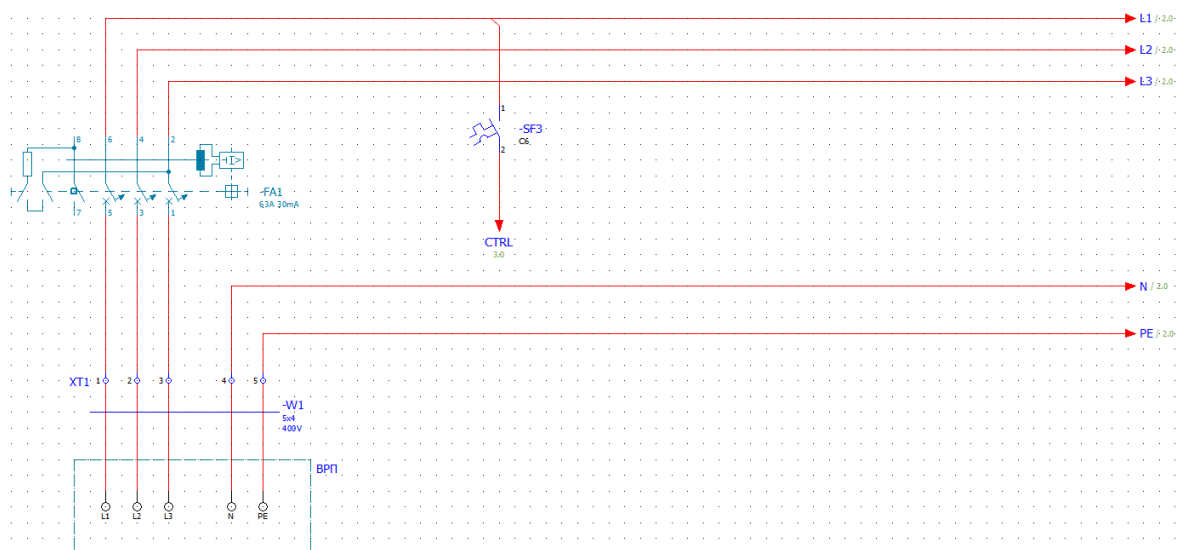 L1 / 2.0
L2 / 2.0
L3 / 2.0
1
-SF3
C6
2
8 6 4 2
I>
-FA1
63A 30mA
7 5 3 1
CTRL
3.0
N / 2.0
PE / 2.0
XT1 1 2 3 4 5
-W1
5x4
400V
ВРП
L1 L2 L3 N PE